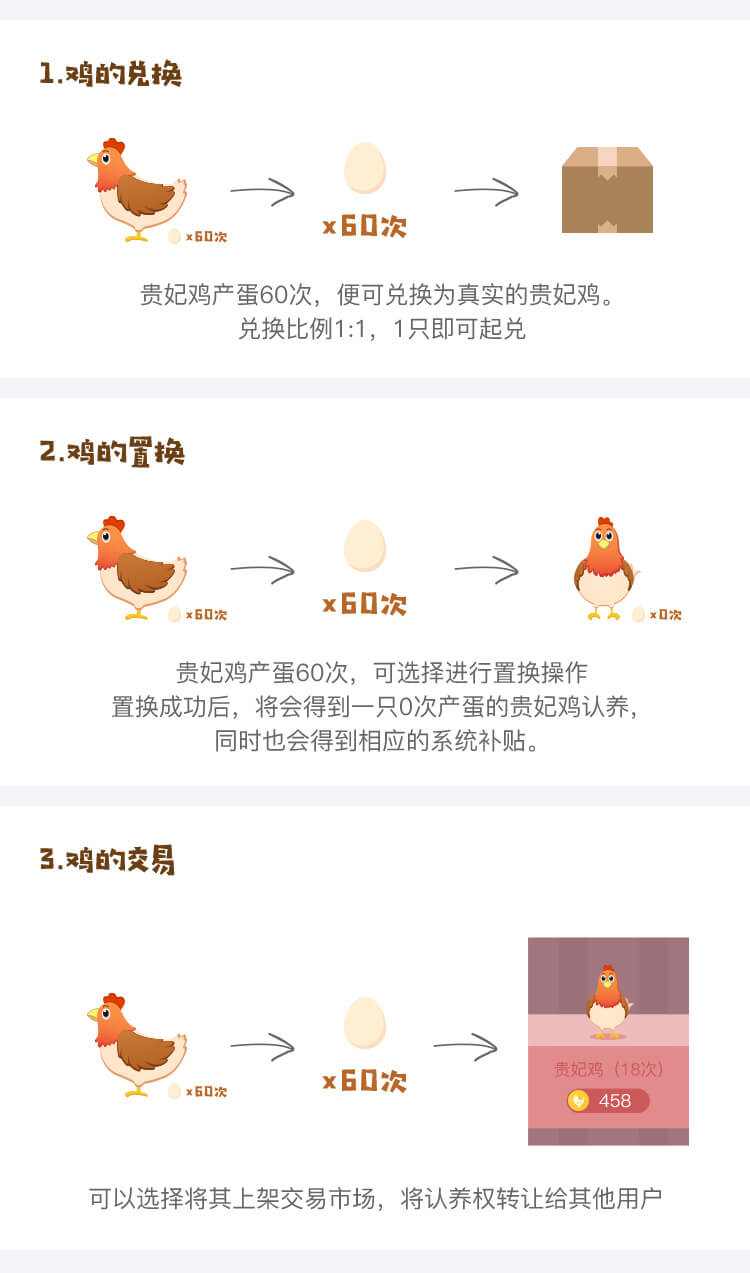 1.鸡的兑换
x60次
x60次
贵妃鸡产蛋60次，便可兑换为真实的贵妃鸡。
兑换比例1:1，1只即可起兑
2.鸡的置换
x60次
x60次
x0次
贵妃鸡产蛋60次，可选择进行置换操作
置换成功后，将会得到一只0次产蛋的贵妃鸡认养，
同时也会得到相应的系统补贴。
3.鸡的交易
x60次
x60次
贵妃鸡（18次）
458
可以选择将其上架交易市场，将认养权转让给其他用户